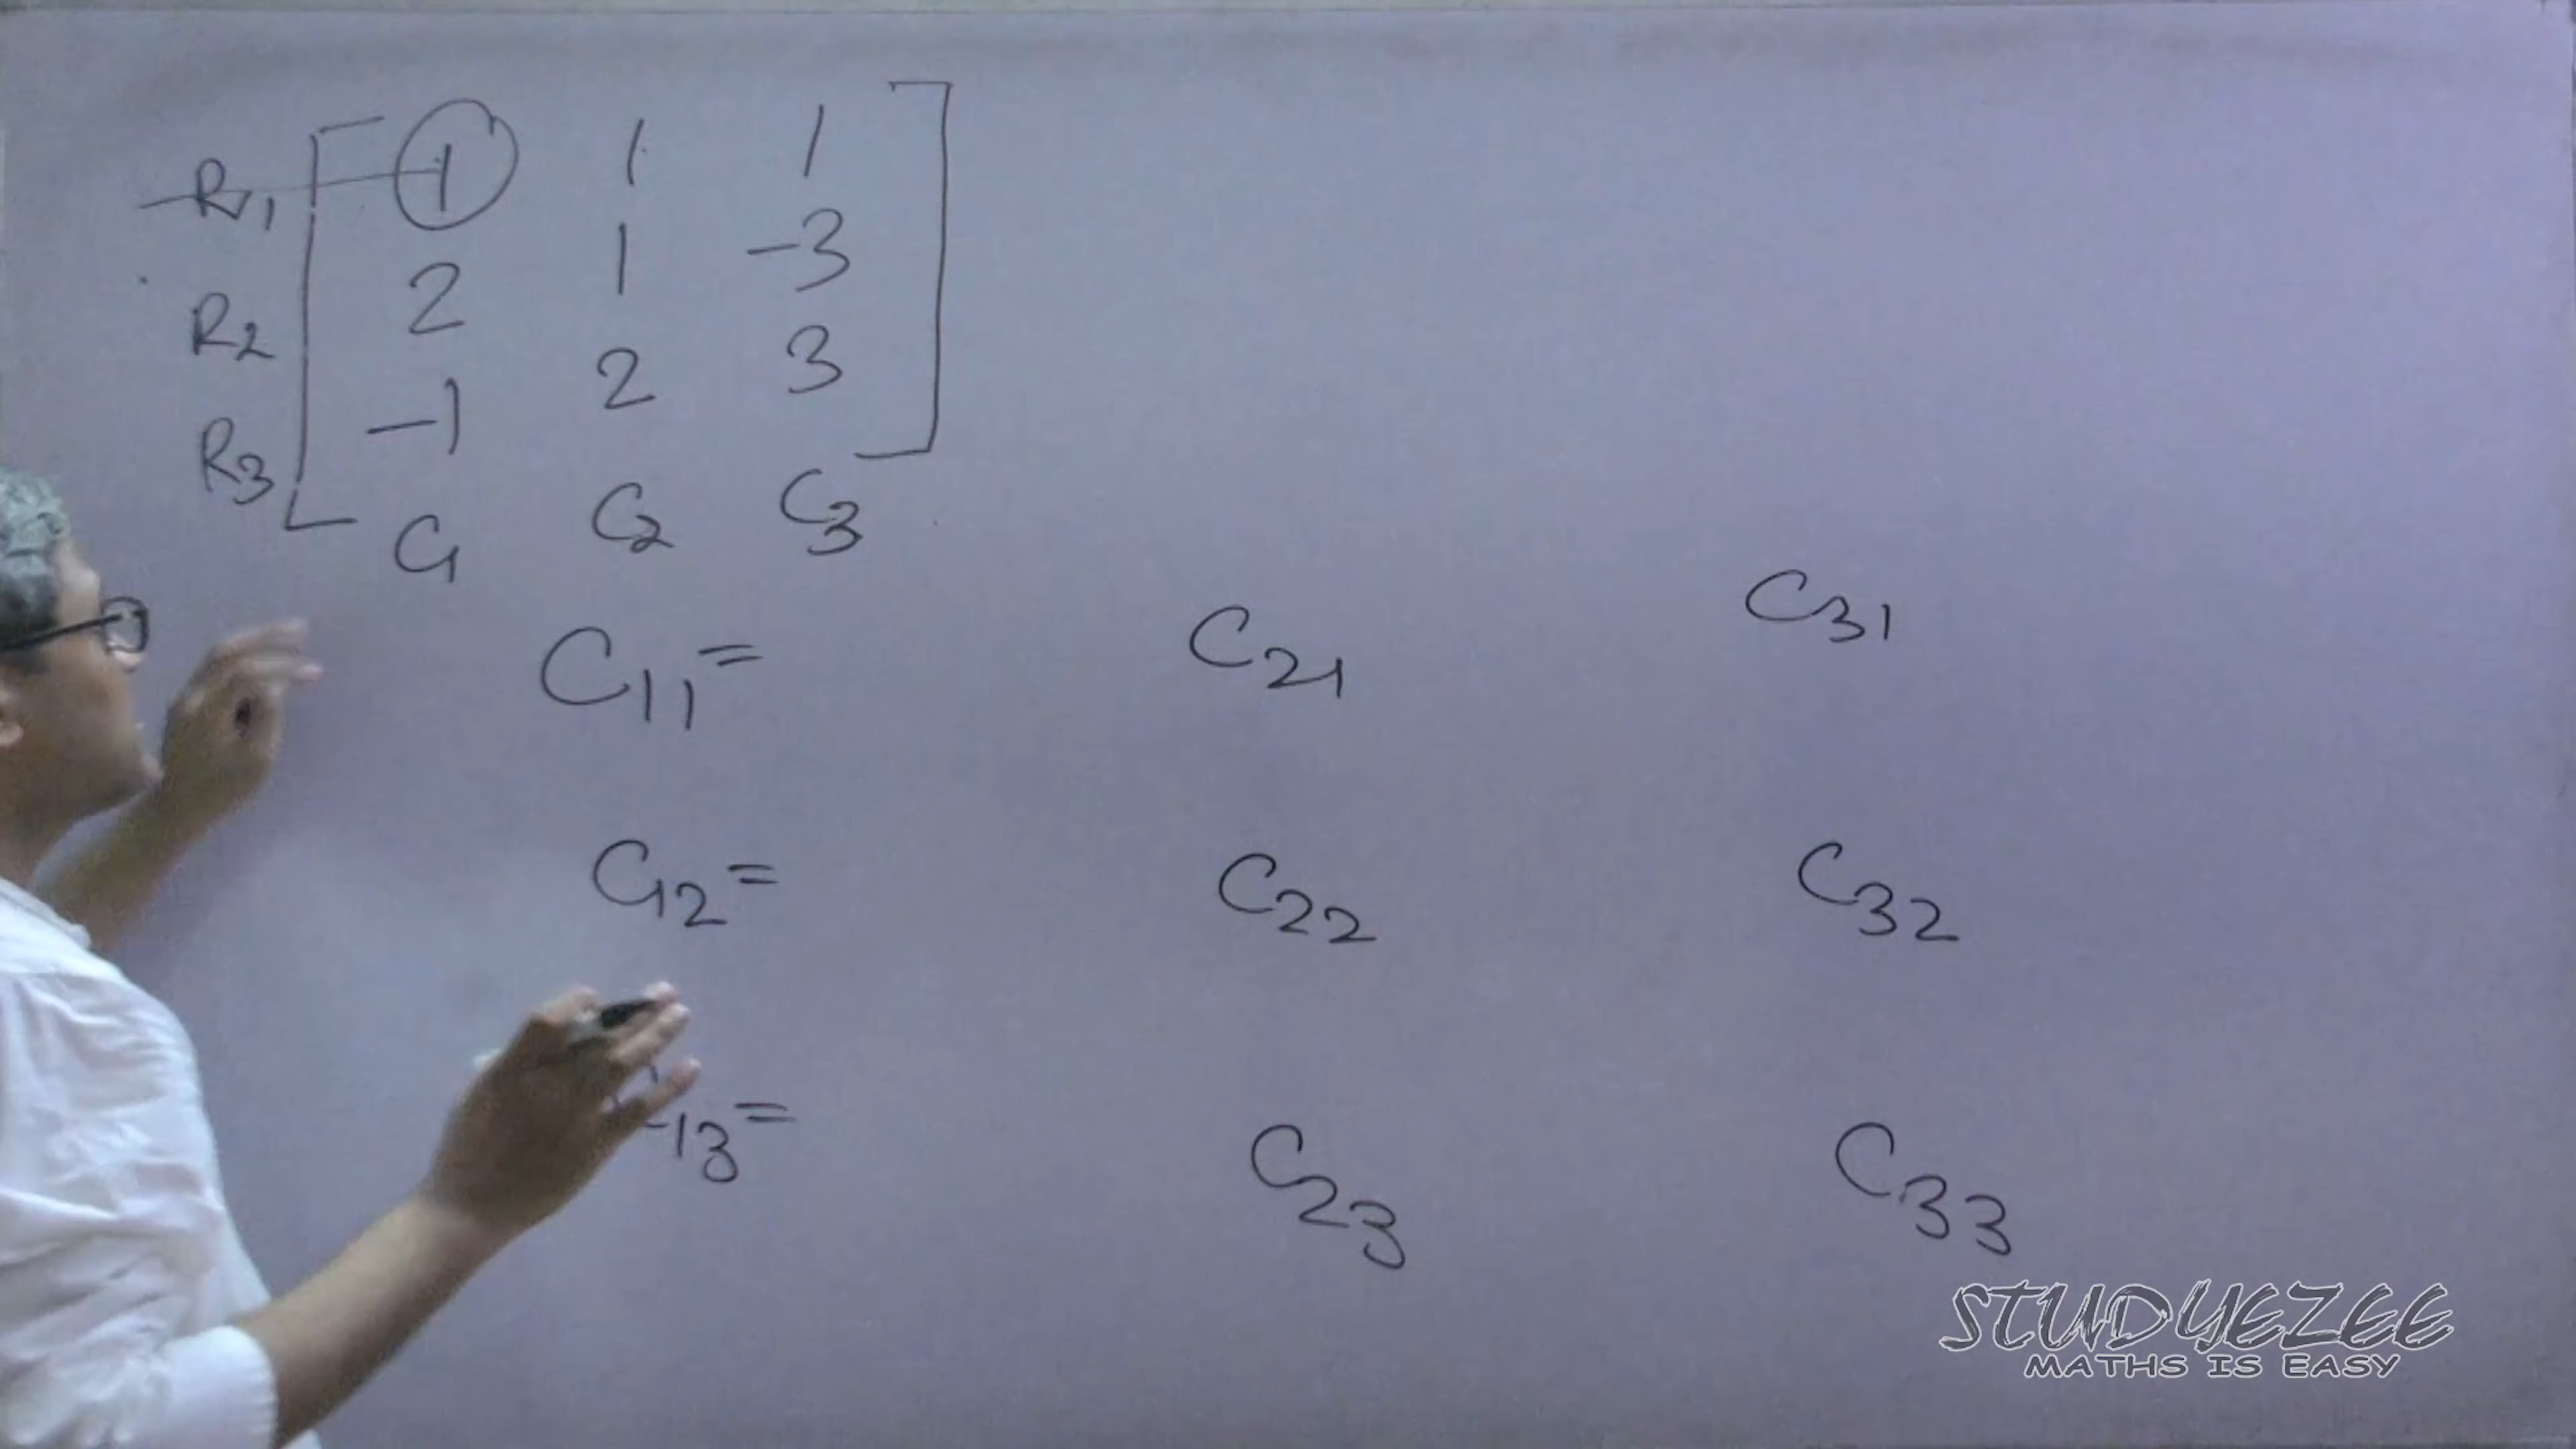 R1 1 1 1
R2 2 1 -3
R3 -1 2 3
C1 C2 C3
C11= C21 C31
C12= C22 C32
13= C23 C33
STUDYEZEE
MATHS IS EASY